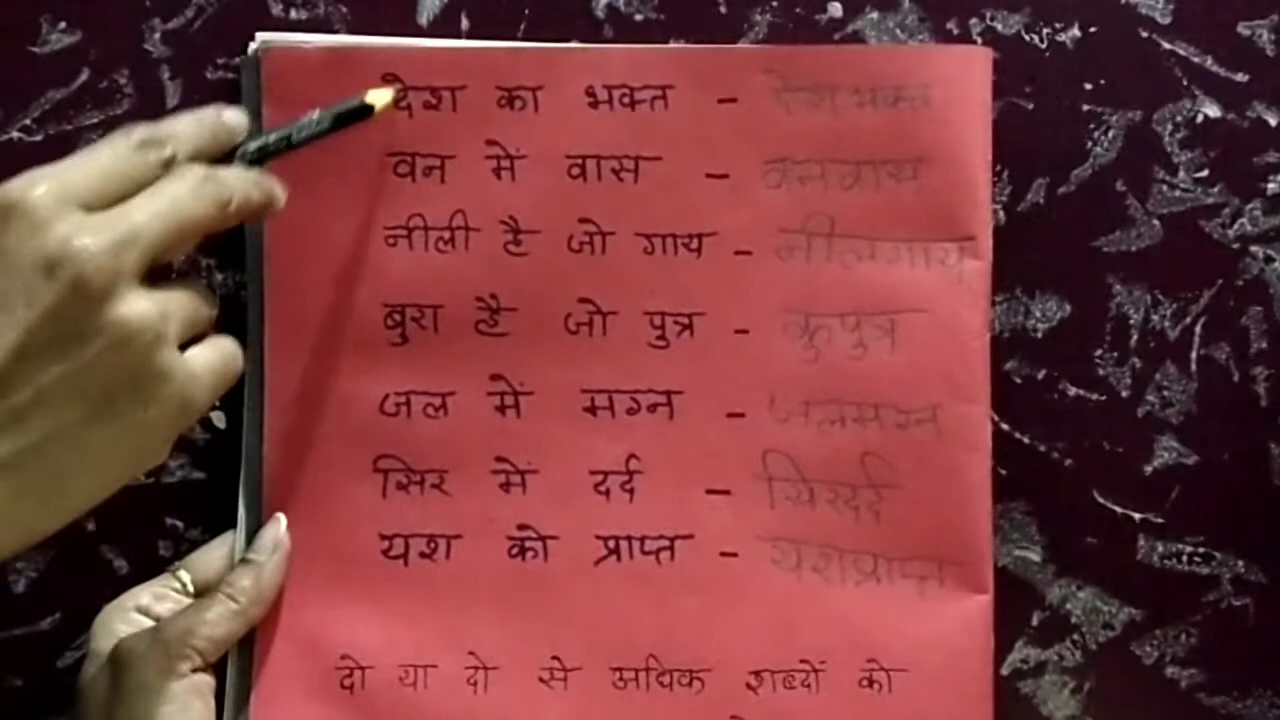 देश का भक्त - देशभक्त
वन में वास - वनवास
नीली है जो गाय - नीलगाय
बुरा है जो पुत्र - कुपुत्र
जल में मग्न - जलमग्न
सिर में दर्द - सिरदर्द
यश को प्राप्त - यशप्राप्त
दो या दो से अधिक शब्दों को